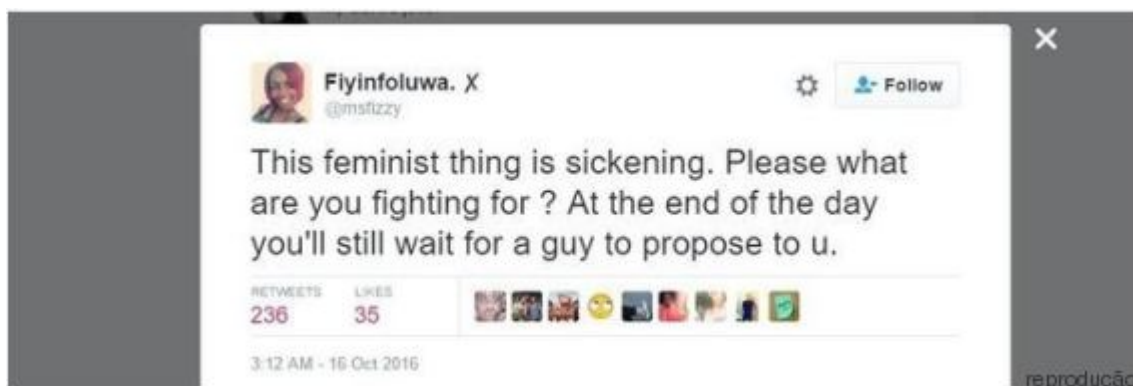 Fiyinfoluwa. X
@msfizzy
Follow
This feminist thing is sickening. Please what
are you fighting for ? At the end of the day
you'll still wait for a guy to propose to u.
RETWEETS LIKES
236 35
3:12 AM - 16 Oct 2016
reprodução